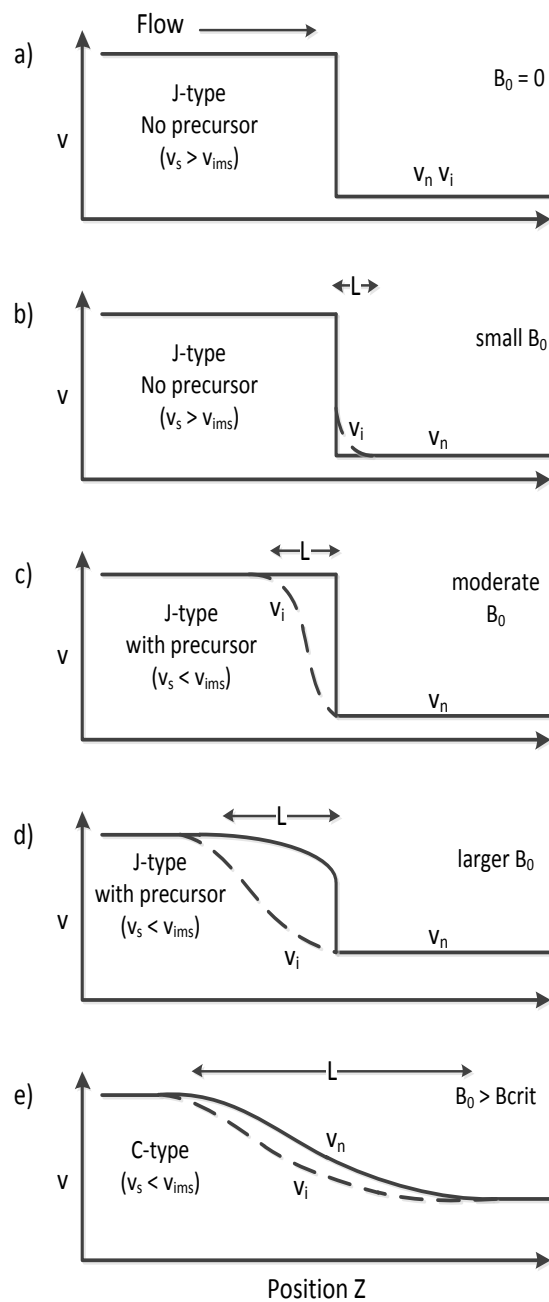 Flow
a)
J-type
No precursor
(vs > vims)
B0 = 0
v
vn vi
b)
L
J-type
No precursor
(vs > vims)
small B0
v
vi
vn
c)
L
J-type
with precursor
(vs < vims)
vi
moderate
B0
v
vn
d)
L
J-type
with precursor
(vs < vims)
larger B0
v
vi
vn
e)
L
B0 > Bcrit
C-type
(vs < vims)
vn
vi
v
Position Z